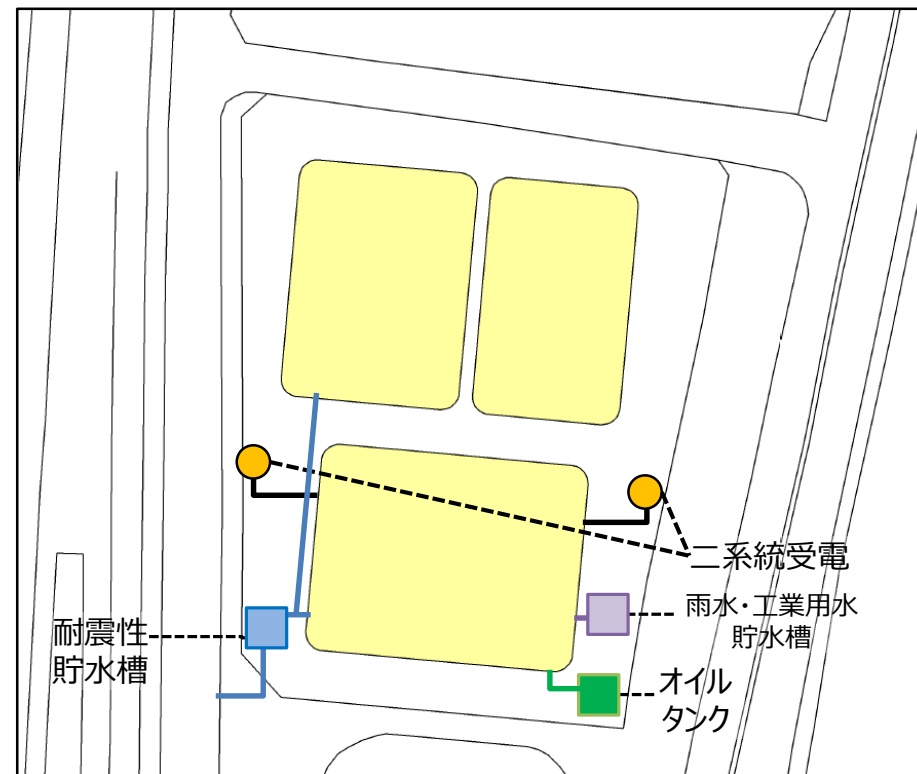 二系統受電
雨水・工業用水
貯水槽
耐震性
貯水槽
オイル
タンク